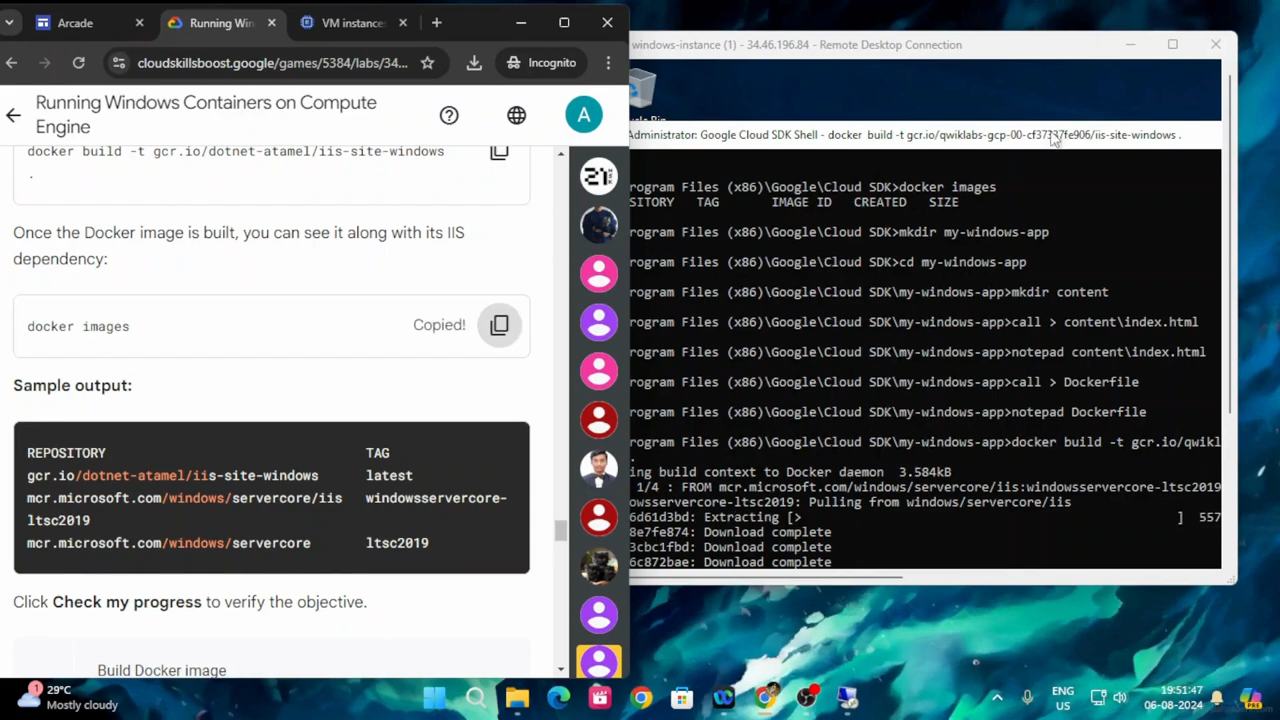 Arcade
Running Win
VM instance
cloudskillsboost.google/games/5384/labs/34...
Incognito
Running Windows Containers on Compute
Engine
A
docker build -t gcr.io/dotnet-atamel/iis-site-windows
.
Once the Docker image is built, you can see it along with its IIS
dependency:
docker images
Copied!
Sample output:
REPOSITORY TAG
gcr.io/dotnet-atamel/iis-site-windows latest
mcr.microsoft.com/windows/servercore/iis windowsservercore-
ltsc2019
mcr.microsoft.com/windows/servercore ltsc2019
Click Check my progress to verify the objective.
Build Docker image
21
windows-instance (1) - 34.46.196.84 - Remote Desktop Connection
Administrator: Google Cloud SDK Shell - docker build -t gcr.io/qwiklabs-gcp-00-cf37337fe906/iis-site-windows .
rogram Files (x86)\Google\Cloud SDK>docker images
SITORY TAG IMAGE ID CREATED SIZE
rogram Files (x86)\Google\Cloud SDK>mkdir my-windows-app
rogram Files (x86)\Google\Cloud SDK>cd my-windows-app
rogram Files (x86)\Google\Cloud SDK\my-windows-app>mkdir content
rogram Files (x86)\Google\Cloud SDK\my-windows-app>call > content\index.html
rogram Files (x86)\Google\Cloud SDK\my-windows-app>notepad content\index.html
rogram Files (x86)\Google\Cloud SDK\my-windows-app>call > Dockerfile
rogram Files (x86)\Google\Cloud SDK\my-windows-app>notepad Dockerfile
rogram Files (x86)\Google\Cloud SDK\my-windows-app>docker build -t gcr.io/qwikl
.
ing build context to Docker daemon 3.584kB
1/4 : FROM mcr.microsoft.com/windows/servercore/iis:windowsservercore-ltsc2019
owsservercore-ltsc2019: Pulling from windows/servercore/iis
6d61d3bd: Extracting [> ] 557
8e7fe874: Download complete
3cbc1fbd: Download complete
6c872bae: Download complete
1
29°C
Mostly cloudy
ENG
US
19:51:47
06-08-2024
PRE